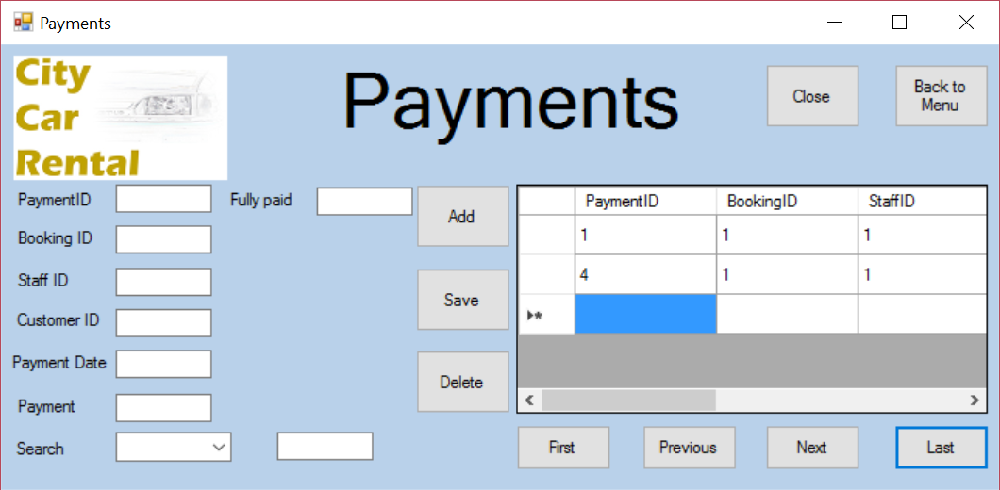 Payments
City
Car
Rental
Payments
Close
Back to
Menu
PaymentID
Fully paid
Add
PaymentID BookingID StaffID
1 1 1
4 1 1
Booking ID
Staff ID
Save
Customer ID
Payment Date
Delete
Payment
Search
First Previous Next Last